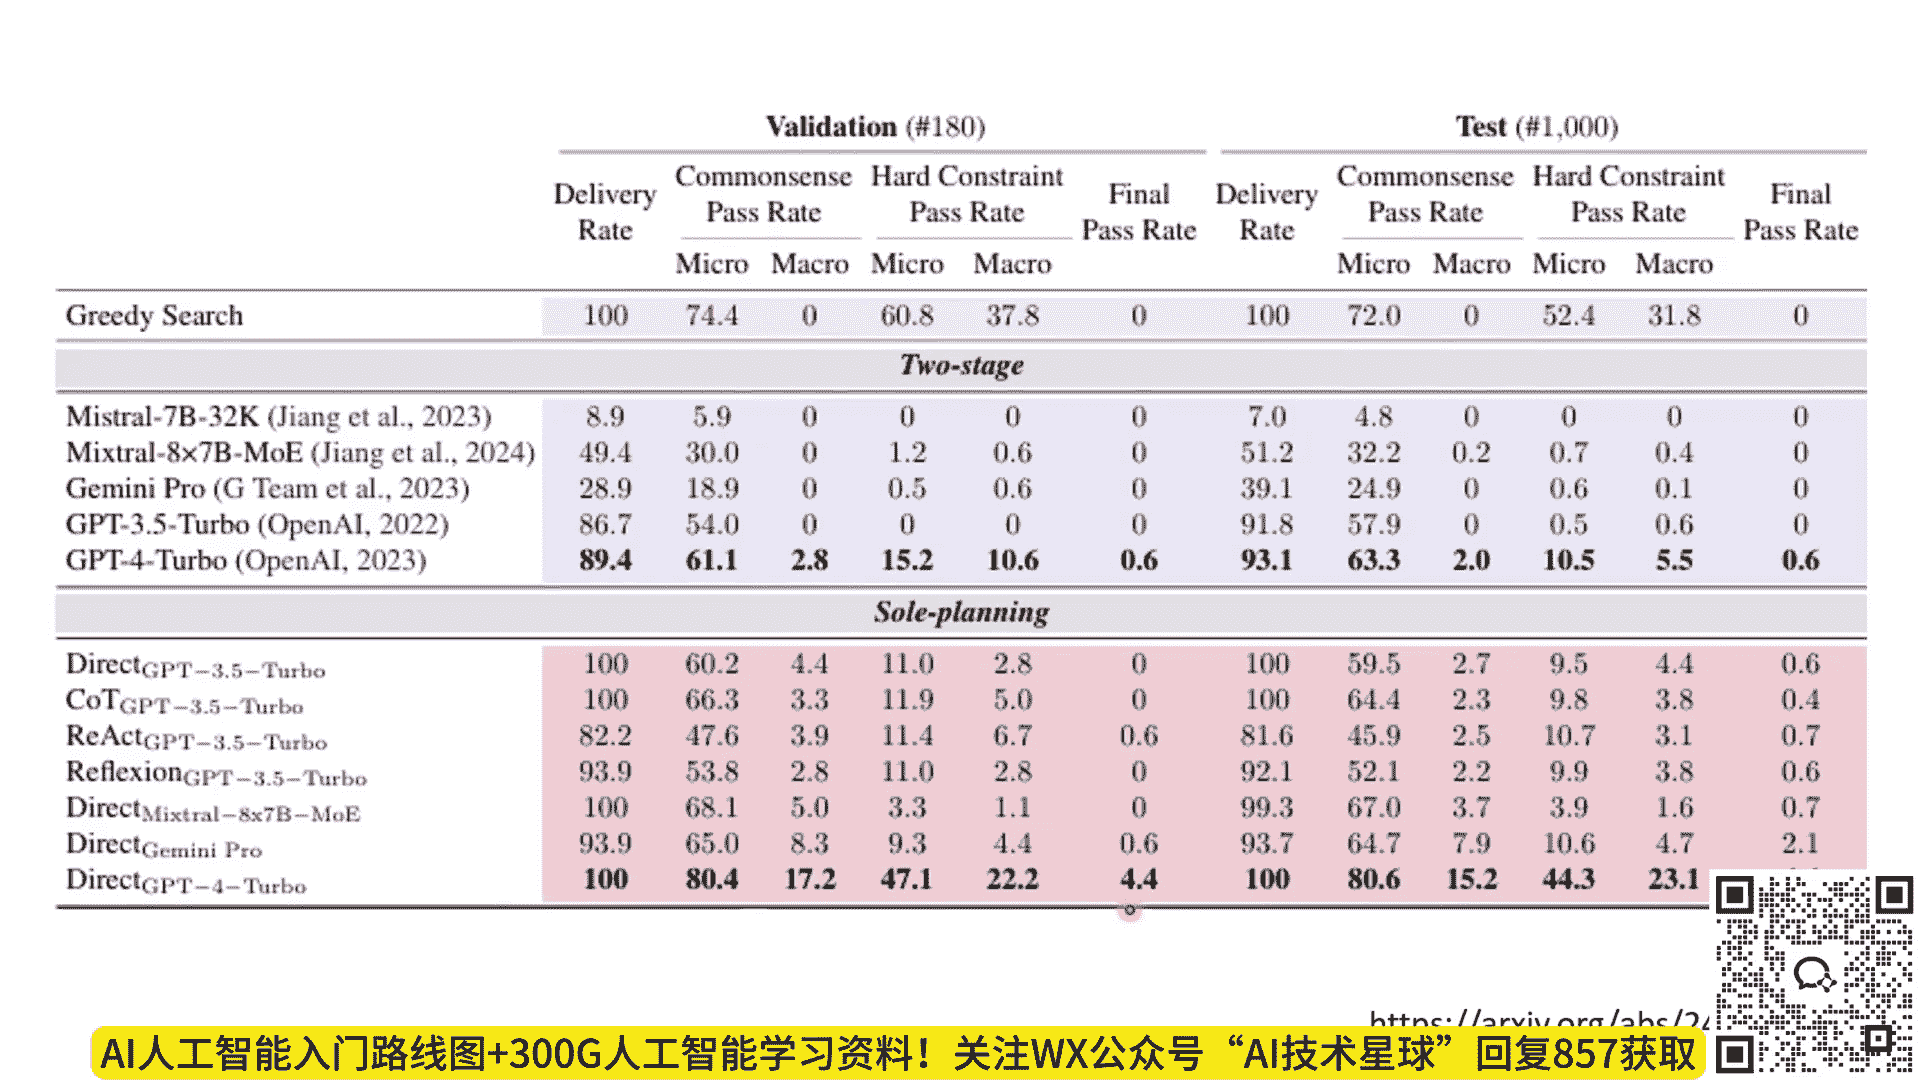 Validation (#180) Test (#1,000)
Delivery Rate Commonsense Pass Rate Hard Constraint Pass Rate Final Pass Rate Delivery Rate Commonsense Pass Rate Hard Constraint Pass Rate Final Pass Rate
Micro Macro Micro Macro Micro Macro Micro Macro
Greedy Search 100 74.4 0 60.8 37.8 0 100 72.0 0 52.4 31.8 0
Two-stage
Mistral-7B-32K (Jiang et al., 2023) 8.9 5.9 0 0 0 0 7.0 4.8 0 0 0 0
Mixtral-8×7B-MoE (Jiang et al., 2024) 49.4 30.0 0 1.2 0.6 0 51.2 32.2 0.2 0.7 0.4 0
Gemini Pro (G Team et al., 2023) 28.9 18.9 0 0.5 0.6 0 39.1 24.9 0 0.6 0.1 0
GPT-3.5-Turbo (OpenAI, 2022) 86.7 54.0 0 0 0 0 91.8 57.9 0 0.5 0.6 0
GPT-4-Turbo (OpenAI, 2023) 89.4 61.1 2.8 15.2 10.6 0.6 93.1 63.3 2.0 10.5 5.5 0.6
Sole-planning
DirectGPT-3.5-Turbo 100 60.2 4.4 11.0 2.8 0 100 59.5 2.7 9.5 4.4 0.6
CoTGPT-3.5-Turbo 100 66.3 3.3 11.9 5.0 0 100 64.4 2.3 9.8 3.8 0.4
ReActGPT-3.5-Turbo 82.2 47.6 3.9 11.4 6.7 0.6 81.6 45.9 2.5 10.7 3.1 0.7
ReflexionGPT-3.5-Turbo 93.9 53.8 2.8 11.0 2.8 0 92.1 52.1 2.2 9.9 3.8 0.6
DirectMixtral-8x7B-MoE 100 68.1 5.0 3.3 1.1 0 99.3 67.0 3.7 3.9 1.6 0.7
DirectGemini Pro 93.9 65.0 8.3 9.3 4.4 0.6 93.7 64.7 7.9 10.6 4.7 2.1
DirectGPT-4-Turbo 100 80.4 17.2 47.1 22.2 4.4 100 80.6 15.2 44.3 23.1
https://arxiv.org/abs/24
AI人工智能入门路线图+300G人工智能学习资料！关注WX公众号“AI技术星球”回复857获取